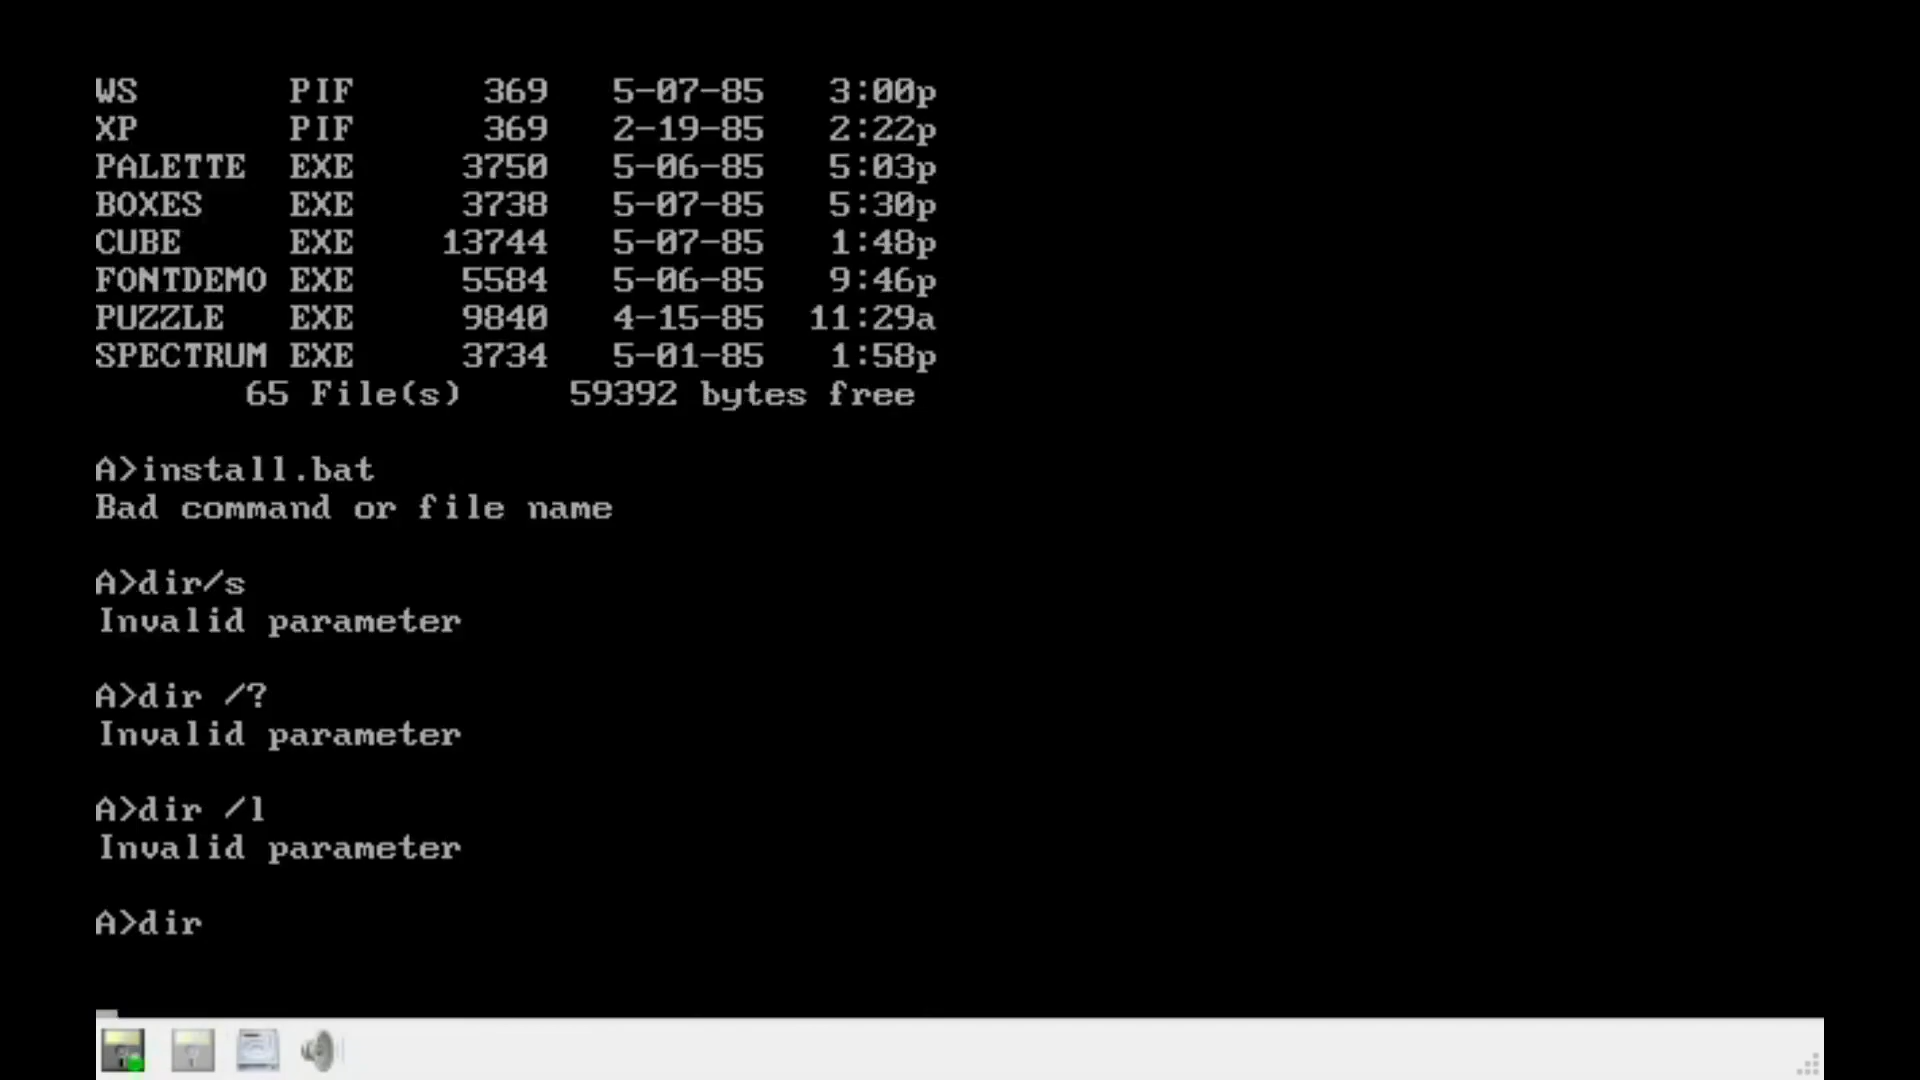 WS       PIF      369   5-07-85   3:00p
XP       PIF      369   2-19-85   2:22p
PALETTE  EXE     3750   5-06-85   5:03p
BOXES    EXE     3738   5-07-85   5:30p
CUBE     EXE    13744   5-07-85   1:48p
FONTDEMO EXE     5584   5-06-85   9:46p
PUZZLE   EXE     9840   4-15-85  11:29a
SPECTRUM EXE     3734   5-01-85   1:58p
       65 File(s)     59392 bytes free
A>install.bat
Bad command or file name
A>dir/s
Invalid parameter
A>dir /?
Invalid parameter
A>dir /l
Invalid parameter
A>dir